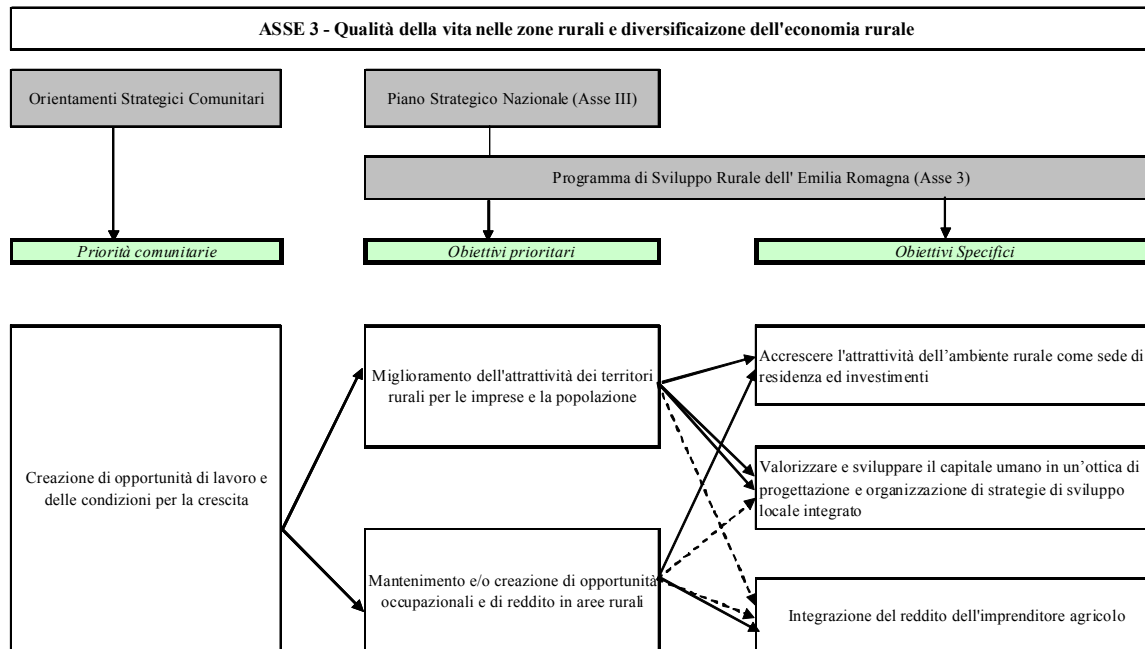 ASSE 3 - Qualità della vita nelle zone rurali e diversificaizone dell'economia rurale
Orientamenti Strategici Comunitari
Piano Strategico Nazionale (Asse III)
Programma di Sviluppo Rurale dell' Emilia Romagna (Asse 3)
Priorità comunitarie
Obiettivi prioritari
Obiettivi Specifici
Creazione di opportunità di lavoro e
delle condizioni per la crescita
Miglioramento dell'attrattività dei territori
rurali per le imprese e la popolazione
Mantenimento e/o creazione di opportunità
occupazionali e di reddito in aree rurali
Accrescere l'attrattività dell’ambiente rurale come sede di
residenza ed investimenti
Valorizzare e sviluppare il capitale umano in un’ottica di
progettazione e organizzazione di strategie di sviluppo
locale integrato
Integrazione del reddito dell'imprenditore agricolo